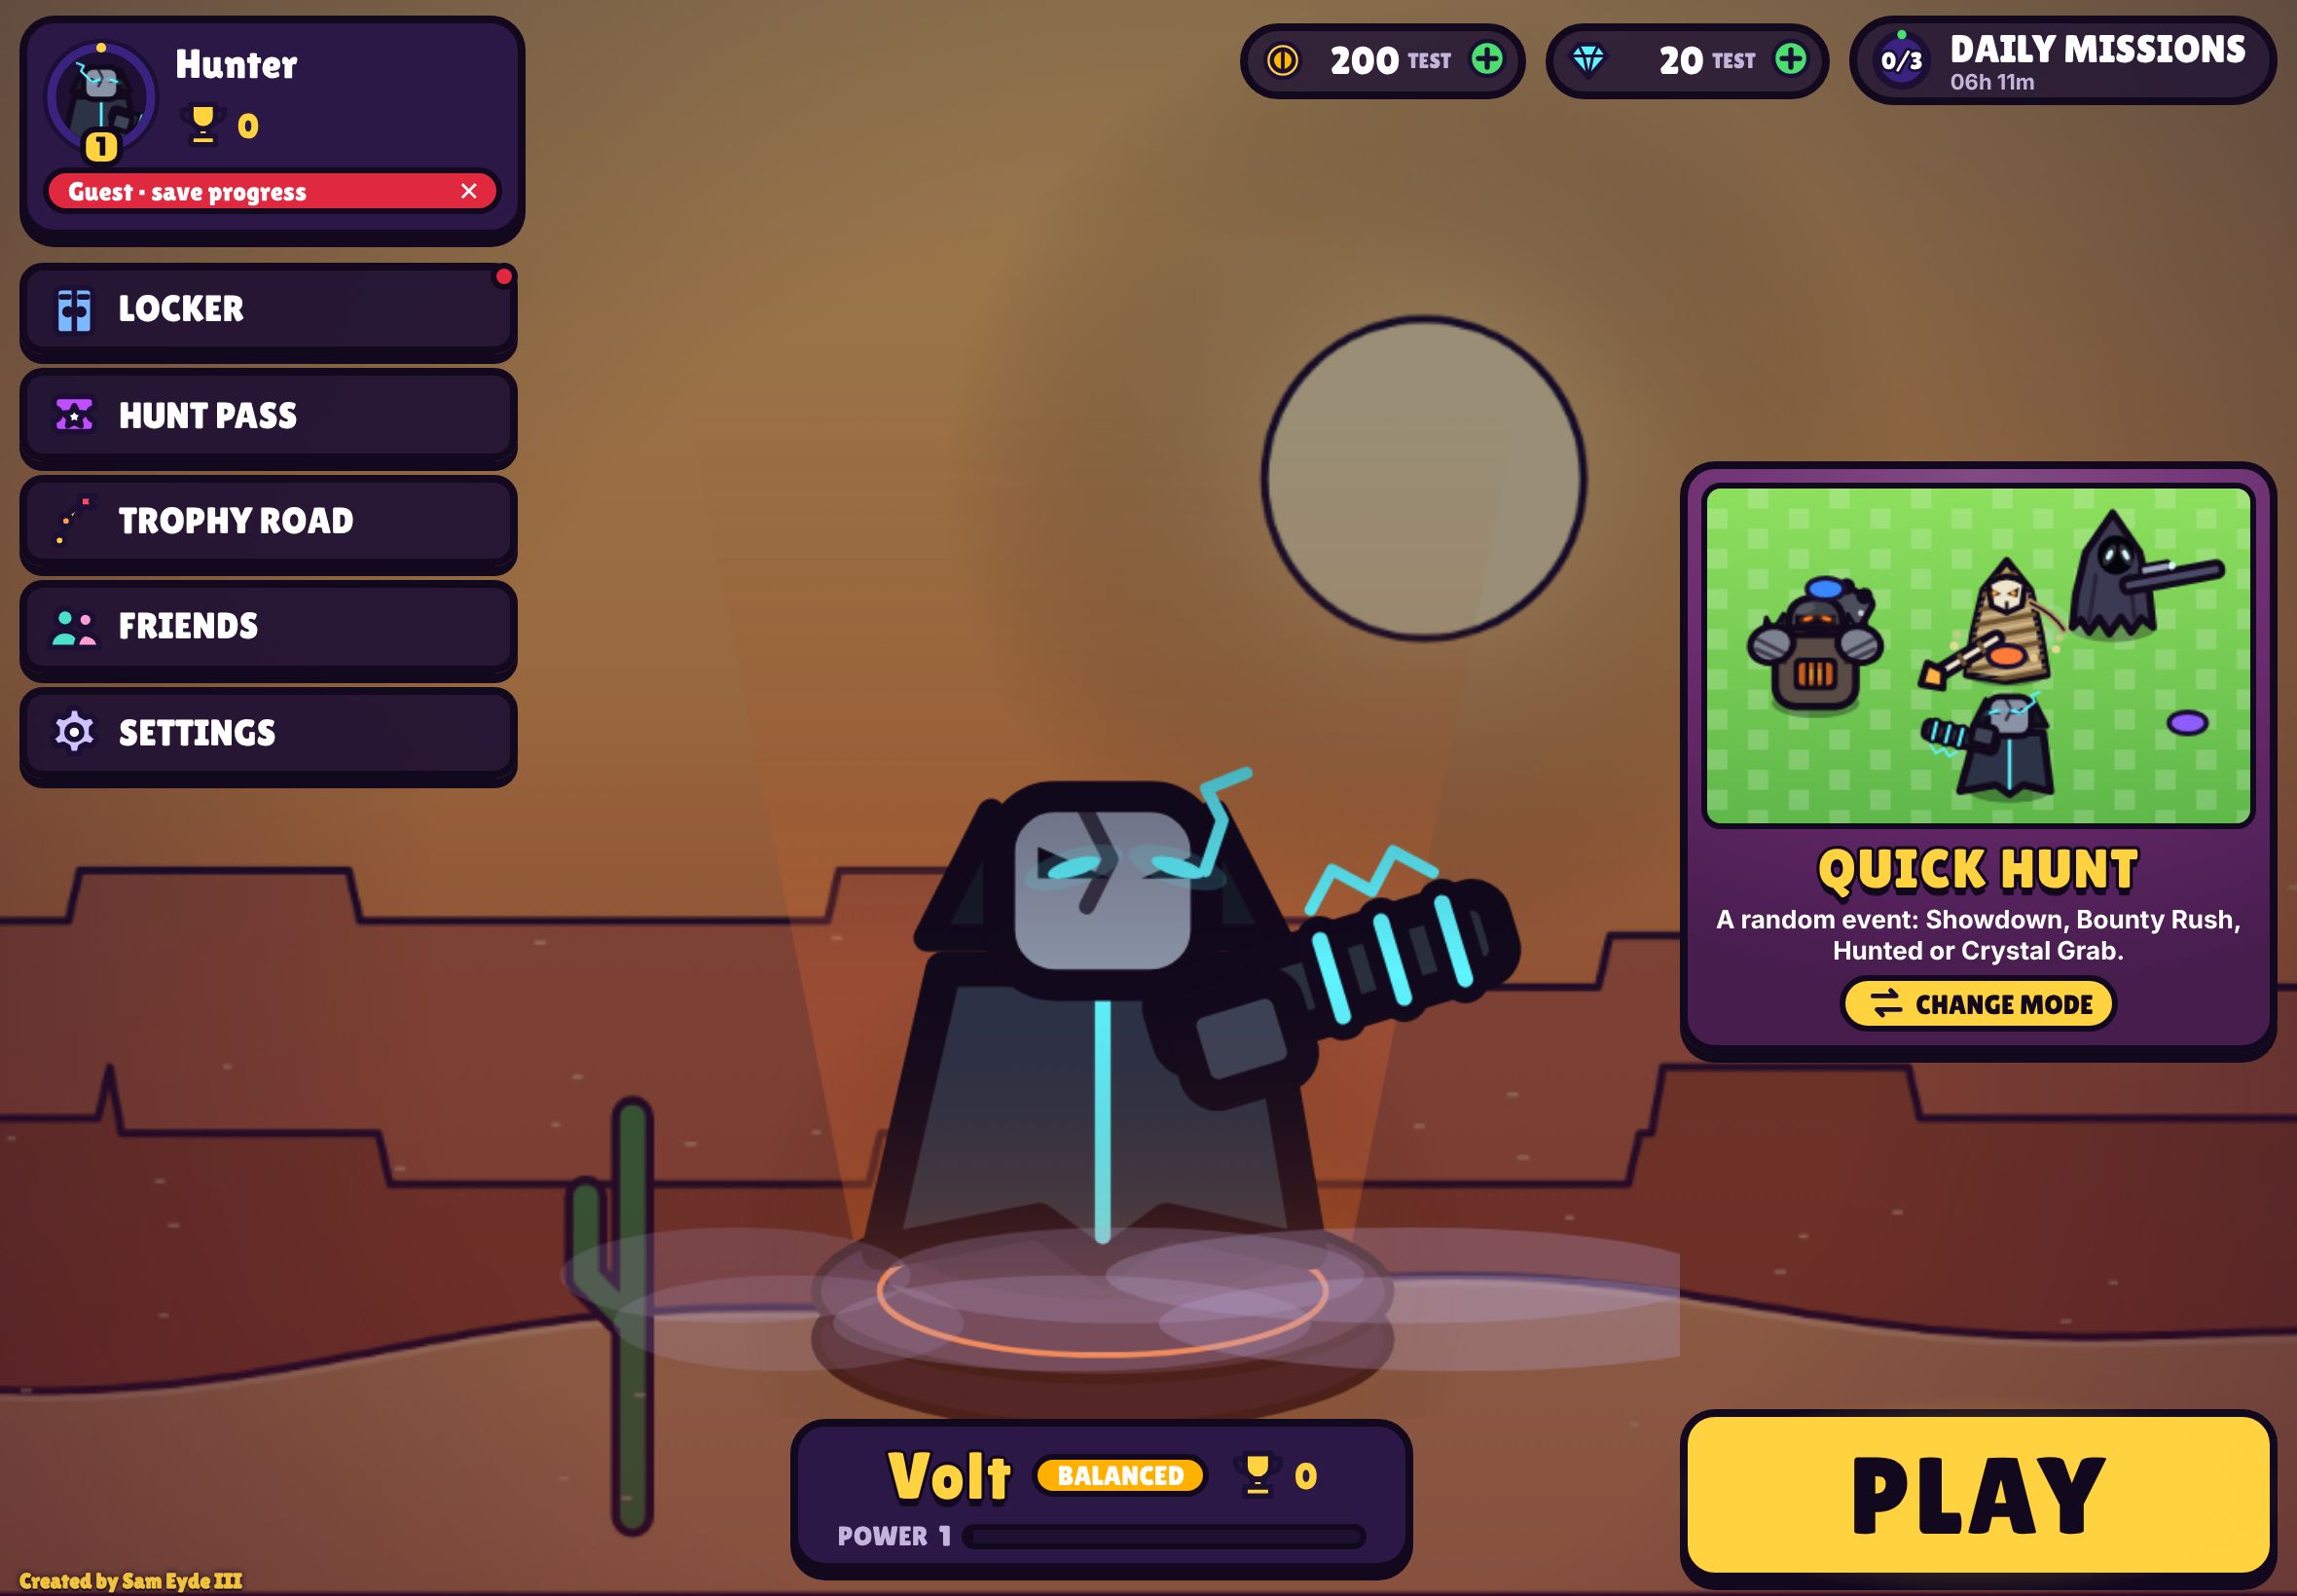 Hunter
0
1
Guest · save progress
LOCKER
HUNT PASS
TROPHY ROAD
FRIENDS
SETTINGS
200 TEST
20 TEST
0/3
DAILY MISSIONS
06h 11m
QUICK HUNT
A random event: Showdown, Bounty Rush,
Hunted or Crystal Grab.
CHANGE MODE
Volt
BALANCED
0
POWER 1
PLAY
Created by Sam Eyde III